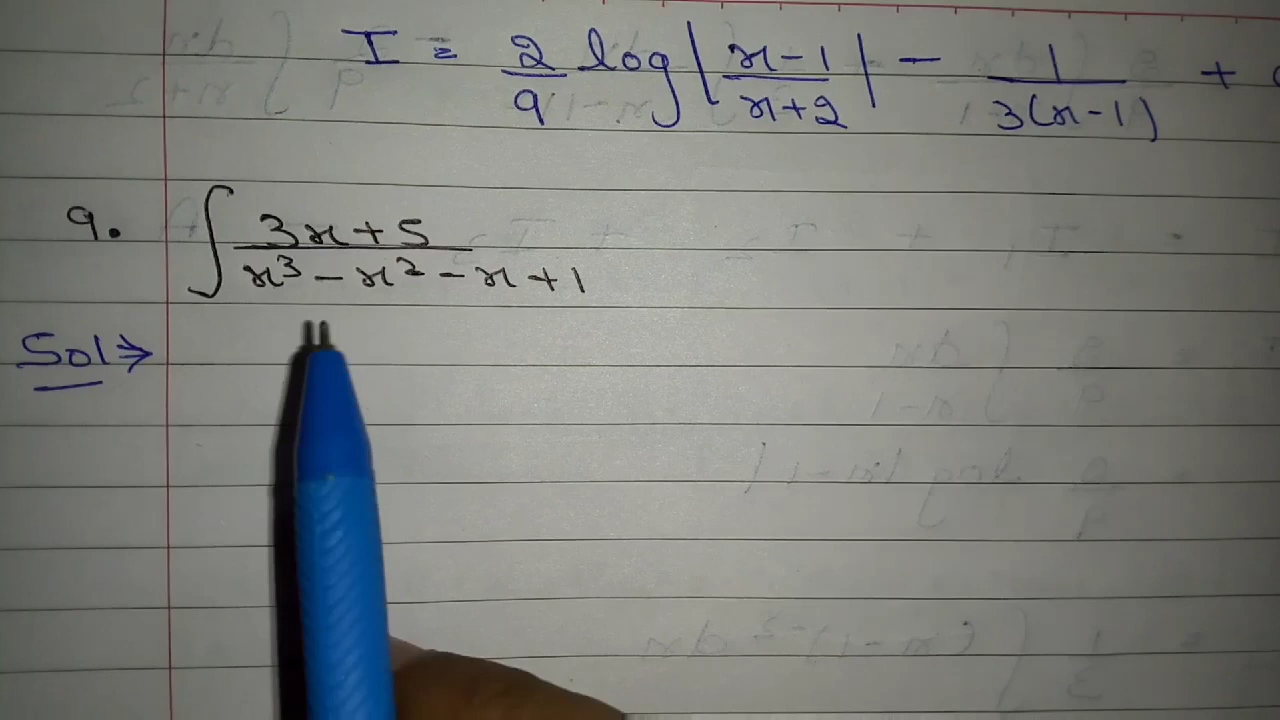 I = 2/9 log|x-1/x+2| - 1/3(x-1) +
9. ∫ 3x+5/x³-x²-x+1
Sol ⇒